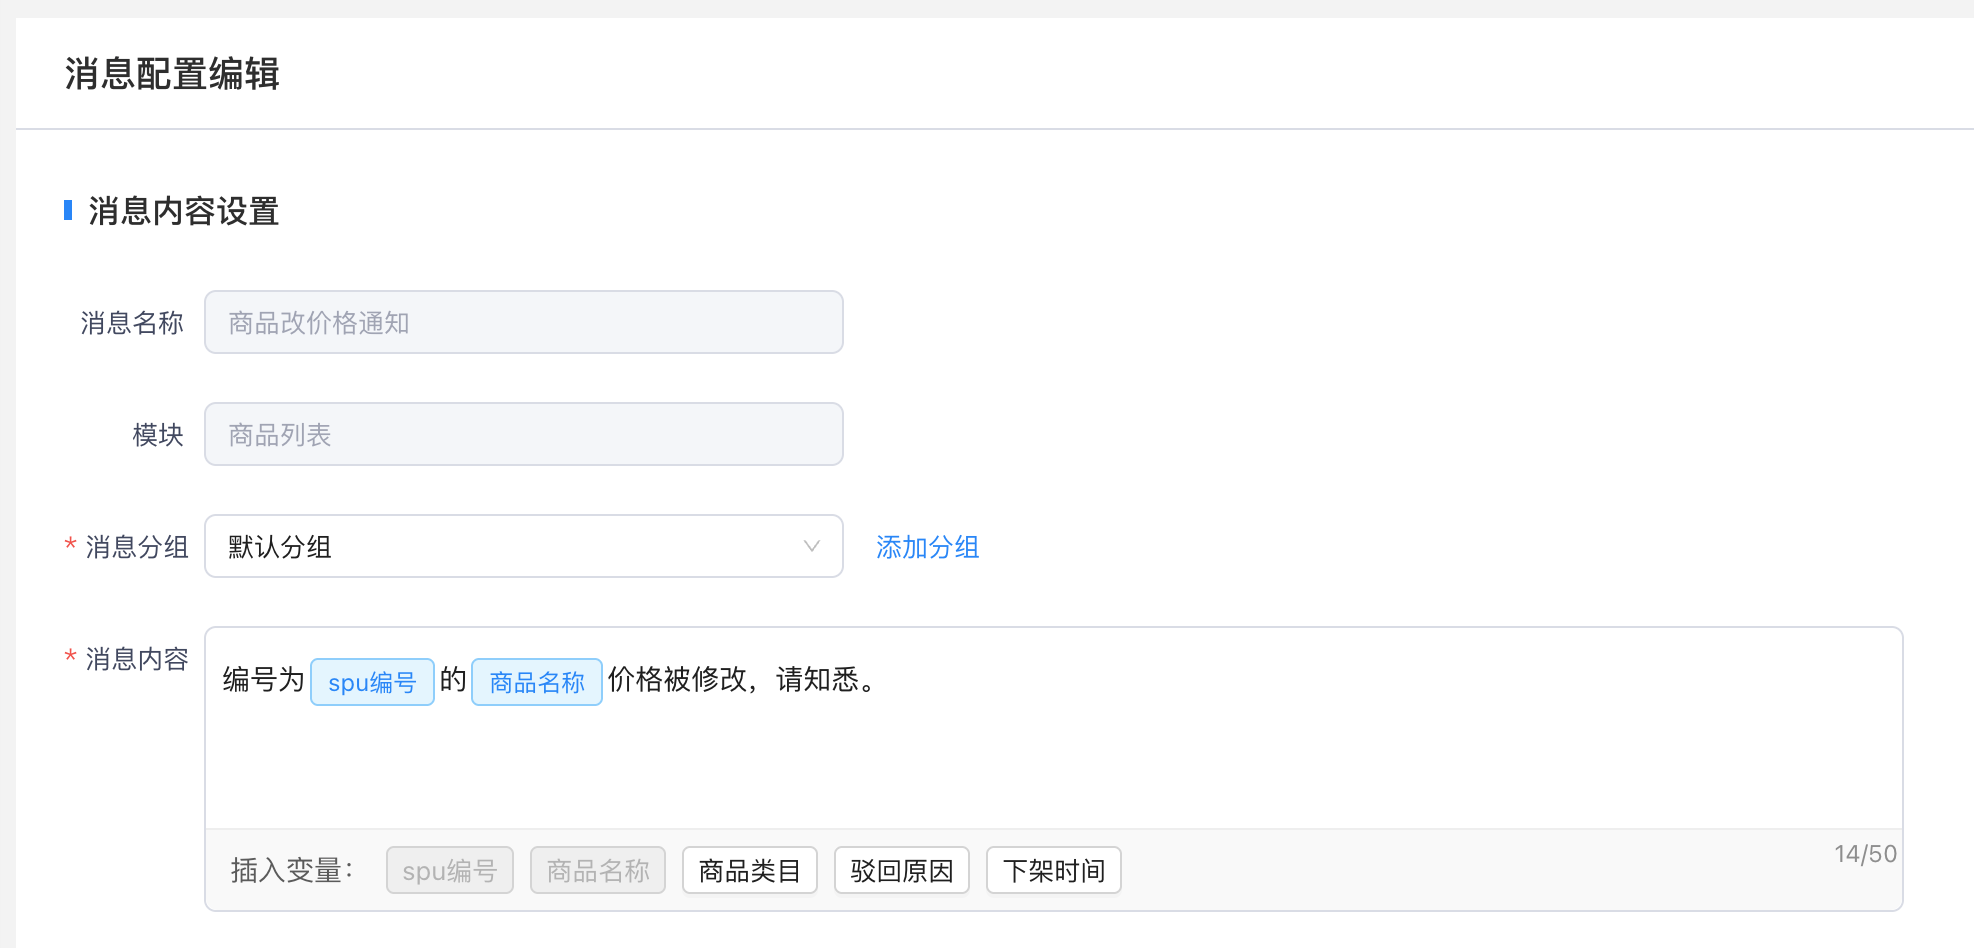 消息配置编辑
消息内容设置
消息名称 商品改价格通知
模块 商品列表
* 消息分组 默认分组 添加分组
* 消息内容 编号为 spu编号 的 商品名称 价格被修改，请知悉。
插入变量： spu编号 商品名称 商品类目 驳回原因 下架时间 14/50